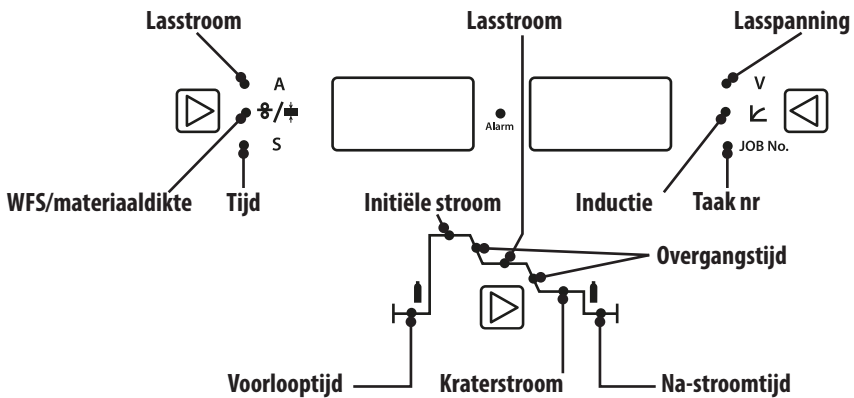 Lasstroom
Lasstroom
Lasspanning
A
V
Alarm
S
JOB No.
WFS/materiaaldikte
Tijd
Initiële stroom
Inductie
Taak nr
Overgangstijd
Voorlooptijd
Kraterstroom
Na-stroomtijd